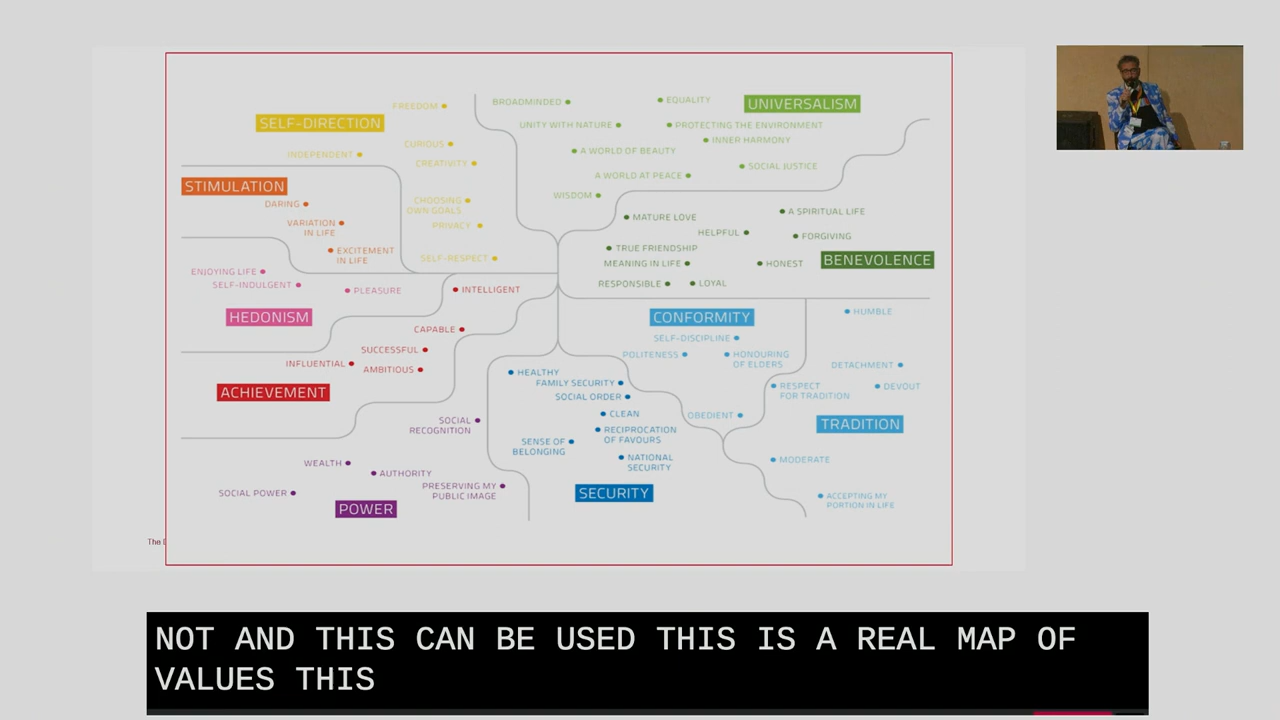 SELF-DIRECTION
FREEDOM
INDEPENDENT
CURIOUS
CREATIVITY
CHOOSING
OWN GOALS
PRIVACY
SELF-RESPECT
STIMULATION
DARING
VARIATION
IN LIFE
EXCITEMENT
IN LIFE
ENJOYING LIFE
SELF-INDULGENT
PLEASURE
HEDONISM
INTELLIGENT
CAPABLE
SUCCESSFUL
INFLUENTIAL
AMBITIOUS
ACHIEVEMENT
SOCIAL
RECOGNITION
WEALTH
AUTHORITY
SOCIAL POWER
PRESERVING MY
PUBLIC IMAGE
POWER
BROADMINDED
EQUALITY
UNIVERSALISM
UNITY WITH NATURE
PROTECTING THE ENVIRONMENT
INNER HARMONY
A WORLD OF BEAUTY
SOCIAL JUSTICE
A WORLD AT PEACE
WISDOM
MATURE LOVE
A SPIRITUAL LIFE
HELPFUL
FORGIVING
TRUE FRIENDSHIP
MEANING IN LIFE
HONEST
BENEVOLENCE
RESPONSIBLE
LOYAL
CONFORMITY
SELF-DISCIPLINE
POLITENESS
HONOURING
OF ELDERS
OBEDIENT
HUMBLE
DETACHMENT
RESPECT
FOR TRADITION
DEVOUT
TRADITION
MODERATE
ACCEPTING MY
PORTION IN LIFE
HEALTHY
FAMILY SECURITY
SOCIAL ORDER
CLEAN
RECIPROCATION
OF FAVOURS
SENSE OF
BELONGING
NATIONAL
SECURITY
SECURITY
The
NOT AND THIS CAN BE USED THIS IS A REAL MAP OF
VALUES THIS